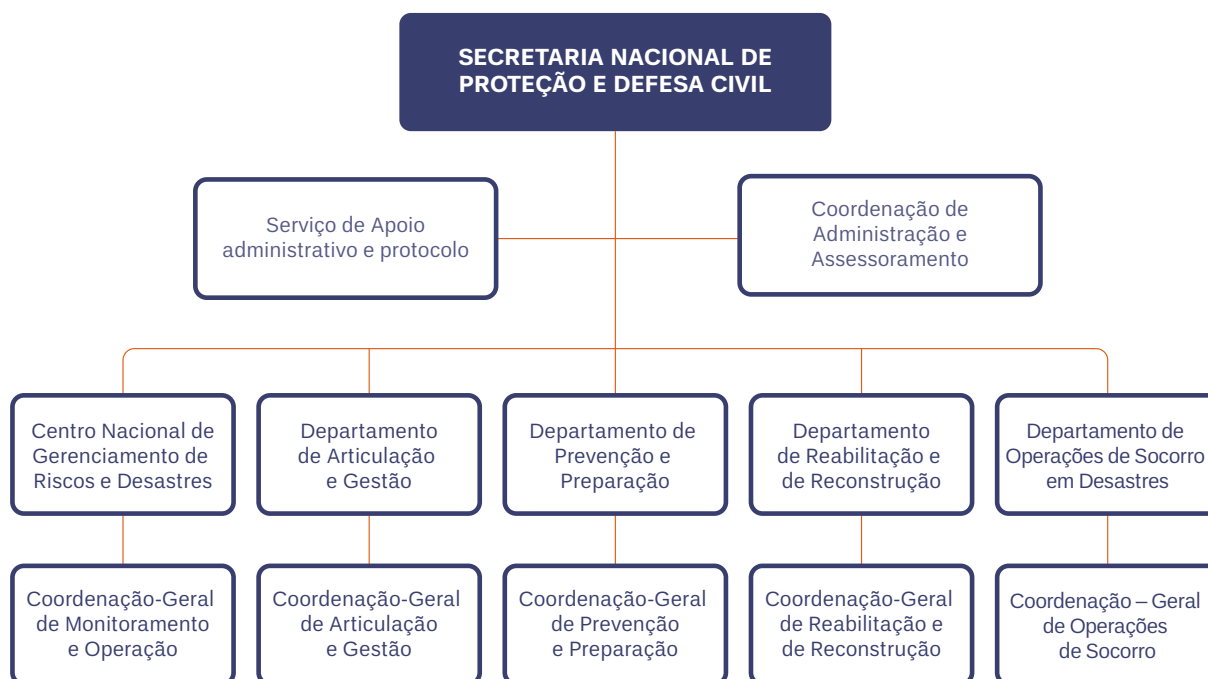 SECRETARIA NACIONAL DE
PROTEÇÃO E DEFESA CIVIL
Serviço de Apoio
administrativo e protocolo
Coordenação de
Administração e
Assessoramento
Centro Nacional de
Gerenciamento de
Riscos e Desastres
Departamento
de Articulação
e Gestão
Departamento de
Prevenção e
Preparação
Departamento
de Reabilitação e
de Reconstrução
Departamento de
Operações de Socorro
em Desastres
Coordenação-Geral
de Monitoramento
e Operação
Coordenação-Geral
de Articulação
e Gestão
Coordenação-Geral
de Prevenção
e Preparação
Coordenação-Geral
de Reabilitação e
de Reconstrução
Coordenação – Geral
de Operações
de Socorro